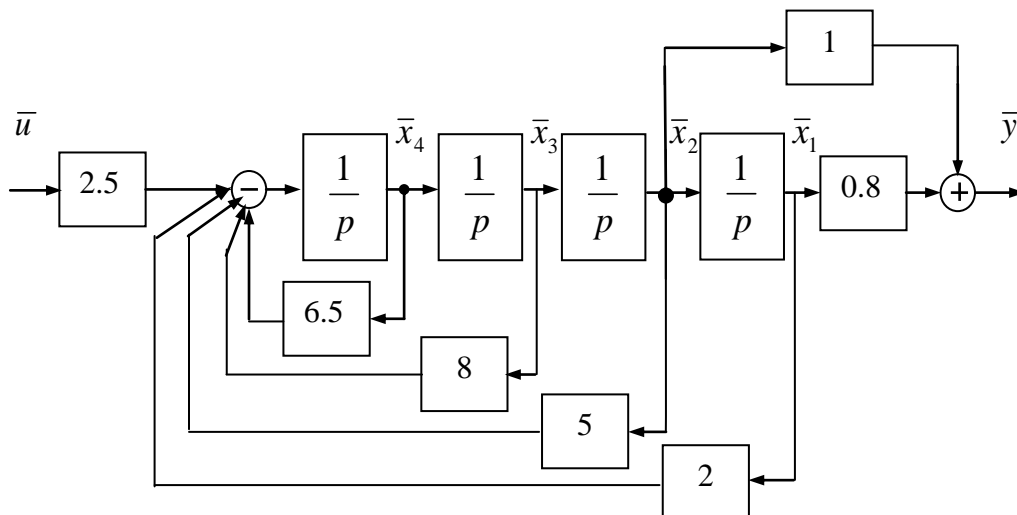 1
ū x̄₄ x̄₃ x̄₂ x̄₁ ȳ
2.5 − 1/p 1/p 1/p 1/p 0.8 +
6.5
8
5
2